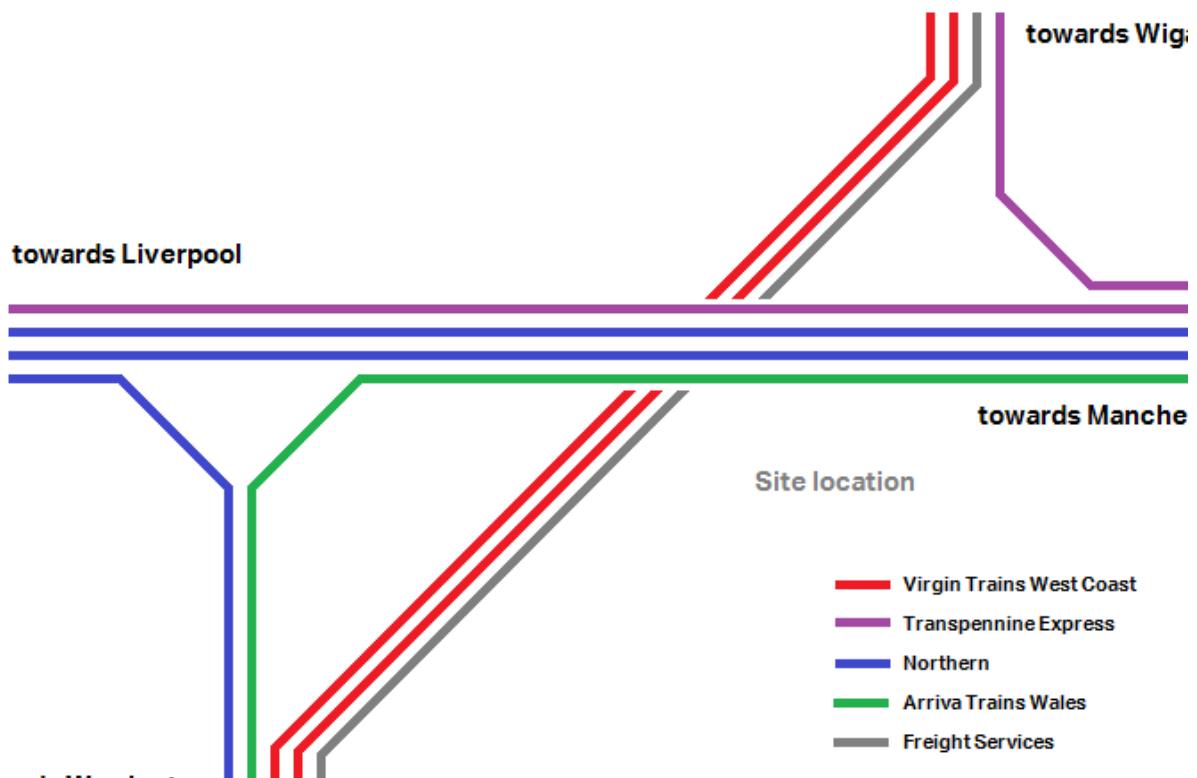 towards Wiga
towards Liverpool
towards Manche
Site location
Virgin Trains West Coast
Transpennine Express
Northern
Arriva Trains Wales
Freight Services